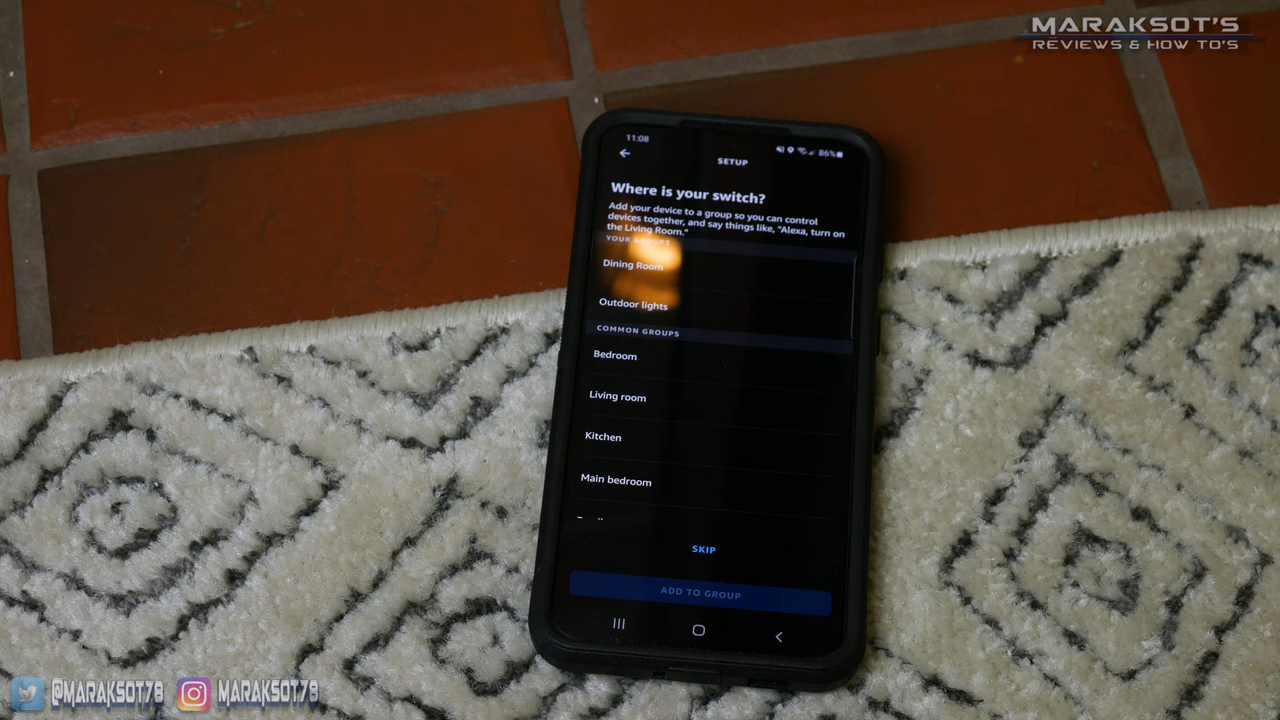 MARAKSOT'S
REVIEWS & HOW TO'S
11:08
86%
SETUP
Where is your switch?
Add your device to a group so you can control
devices together, and say things like, "Alexa, turn on
the Living Room."
YOUR GROUPS
Dining Room
Outdoor lights
COMMON GROUPS
Bedroom
Living room
Kitchen
Main bedroom
SKIP
ADD TO GROUP
@MARAKSOT78
MARAKSOT78